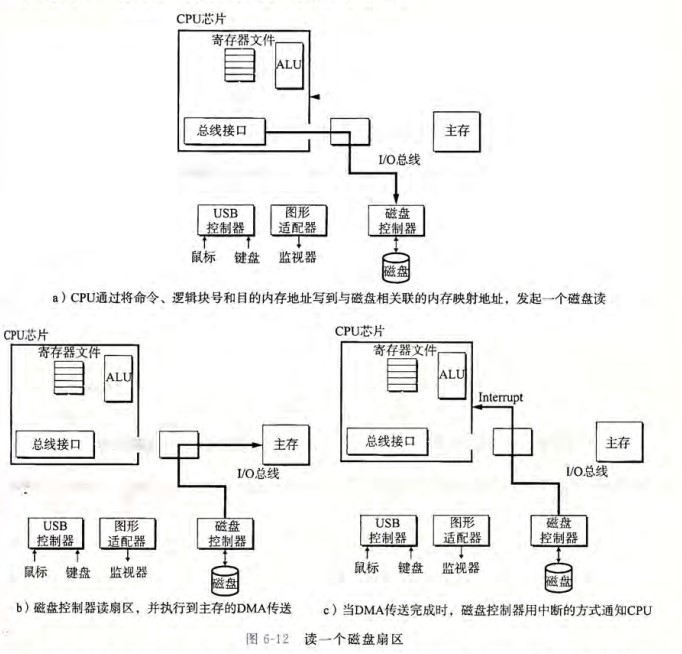 CPU芯片
寄存器文件
ALU
总线接口
主存
I/O总线
USB
控制器
图形
适配器
磁盘
控制器
鼠标
键盘
监视器
磁盘
a）CPU通过将命令、逻辑块号和目的内存地址写到与磁盘相关联的内存映射地址，发起一个磁盘读
CPU芯片
寄存器文件
ALU
总线接口
主存
I/O总线
USB
控制器
图形
适配器
磁盘
控制器
鼠标
键盘
监视器
磁盘
b）磁盘控制器读扇区，并执行到主存的DMA传送
CPU芯片
寄存器文件
ALU
Interrupt
总线接口
主存
I/O总线
USB
控制器
图形
适配器
磁盘
控制器
鼠标
键盘
监视器
磁盘
c）当DMA传送完成时，磁盘控制器用中断的方式通知CPU
图 6-12 读一个磁盘扇区